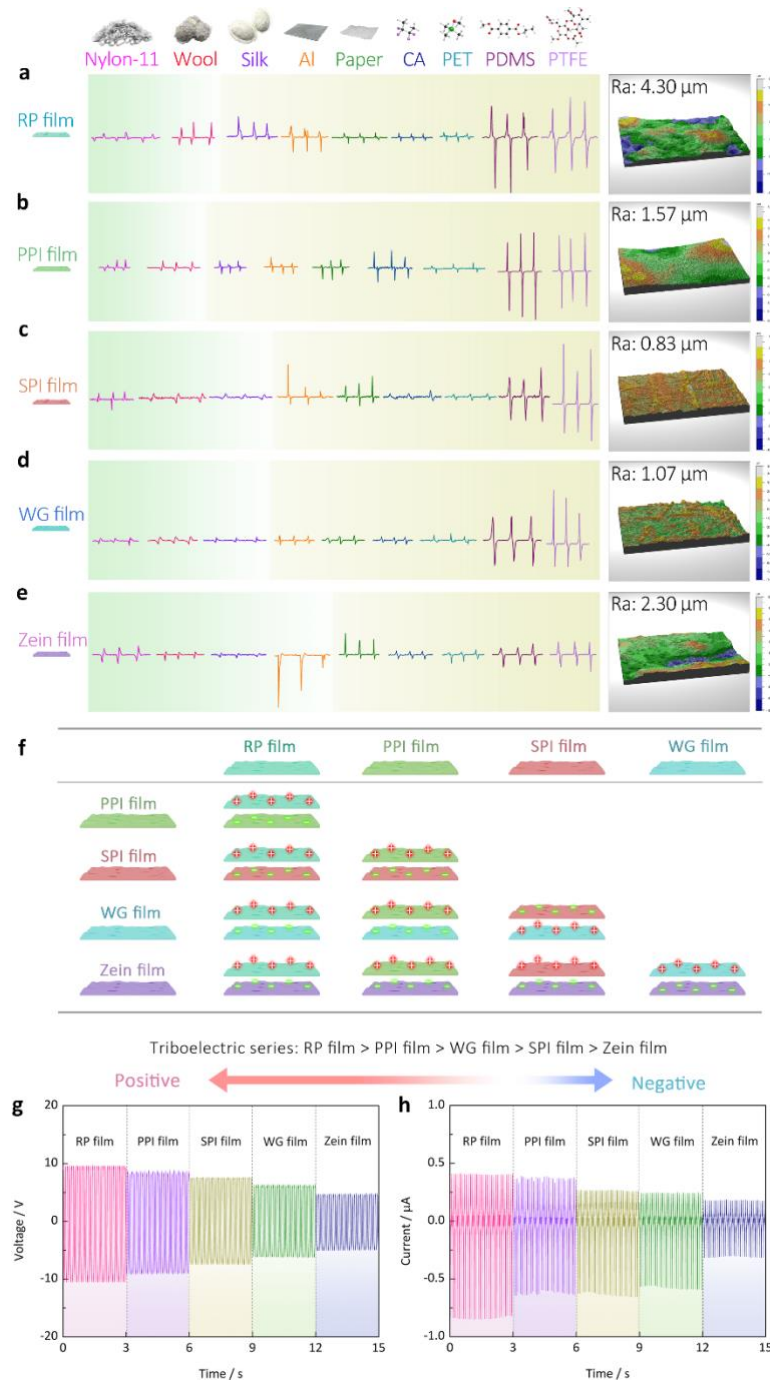 Nylon-11 Wool Silk Al Paper CA PET PDMS PTFE
a
RP film
Ra: 4.30 μm
b
PPI film
Ra: 1.57 μm
c
SPI film
Ra: 0.83 μm
d
WG film
Ra: 1.07 μm
e
Zein film
Ra: 2.30 μm
f
RP film PPI film SPI film WG film
PPI film
SPI film
WG film
Zein film
Triboelectric series: RP film > PPI film > WG film > SPI film > Zein film
Positive Negative
g
Voltage / V
20
10
0
-10
-20
RP film PPI film SPI film WG film Zein film
0 3 6 9 12 15
Time / s
h
Current / μA
1.0
0.5
0.0
-0.5
-1.0
RP film PPI film SPI film WG film Zein film
0 3 6 9 12 15
Time / s